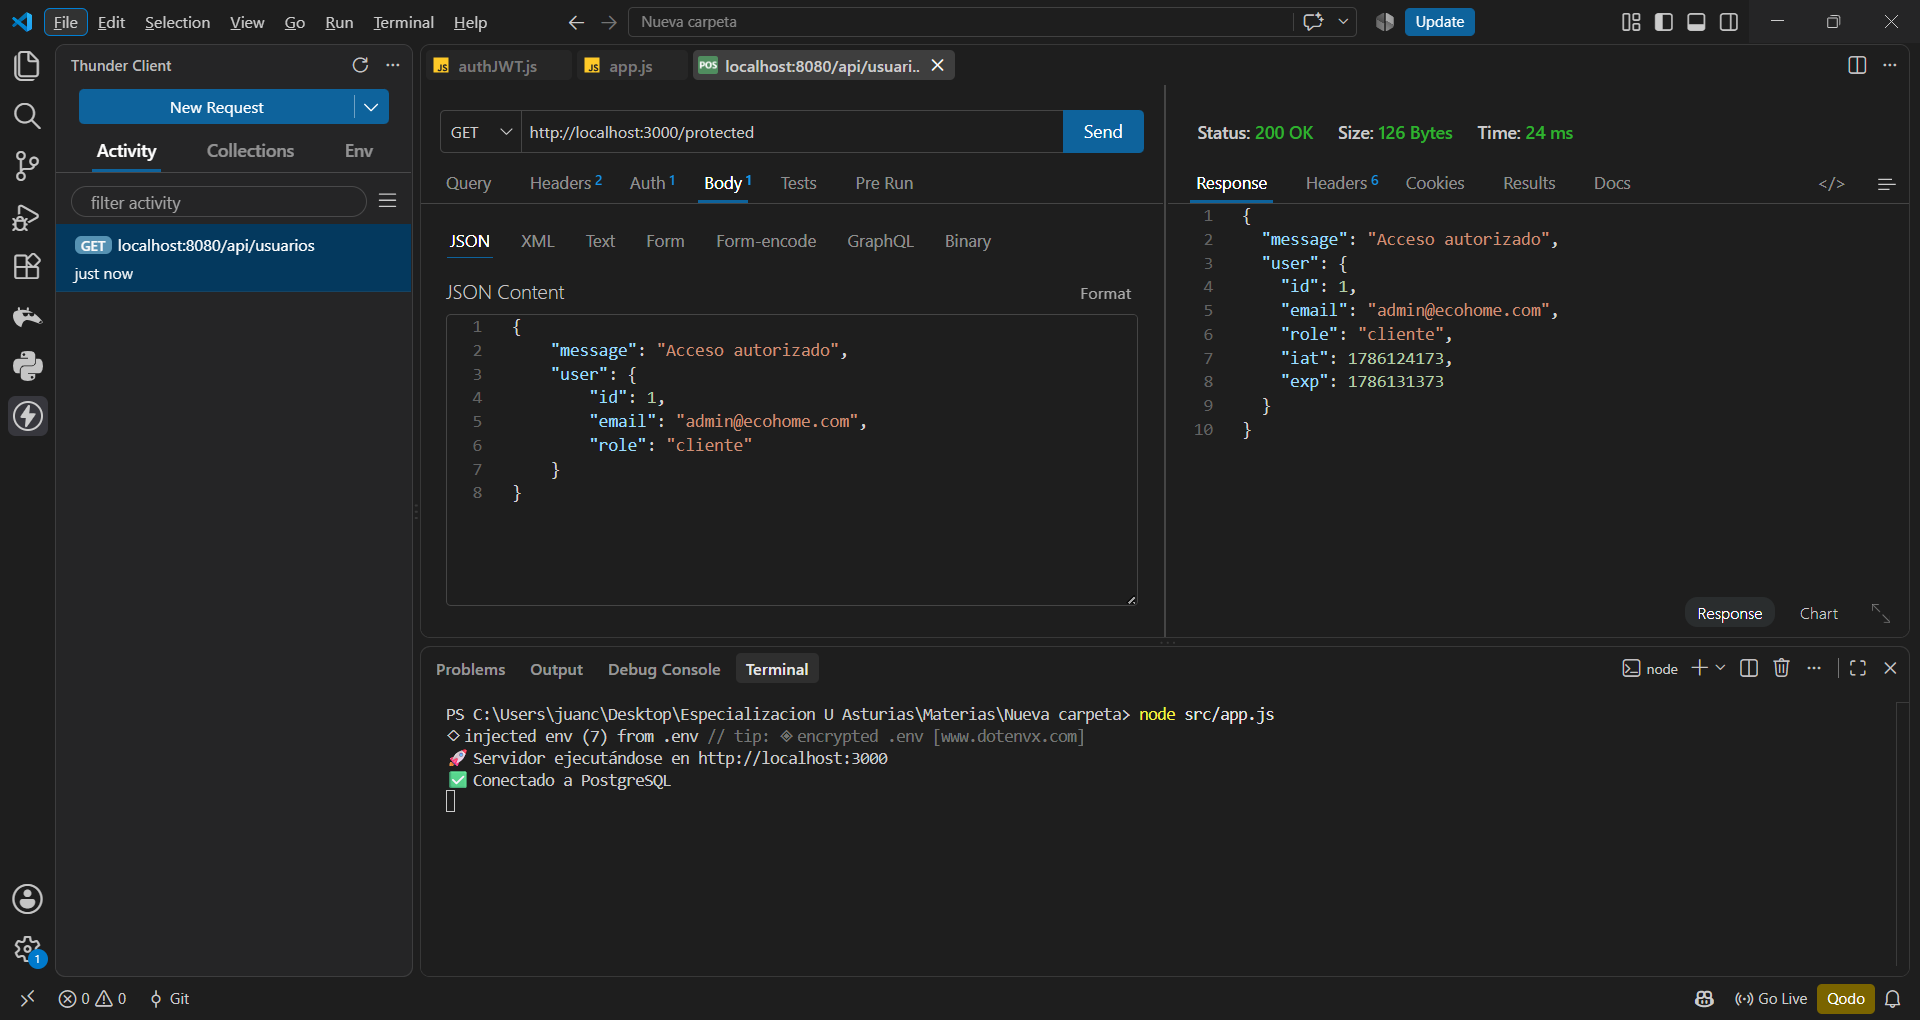 File Edit Selection View Go Run Terminal Help
Nueva carpeta
Update
Thunder Client
New Request
Activity Collections Env
filter activity
GET localhost:8080/api/usuarios
just now
JS authJWT.js
JS app.js
POS localhost:8080/api/usuari..
GET http://localhost:3000/protected Send
Query Headers 2 Auth 1 Body 1 Tests Pre Run
JSON XML Text Form Form-encode GraphQL Binary
JSON Content Format
1 {
2 "message": "Acceso autorizado",
3 "user": {
4 "id": 1,
5 "email": "admin@ecohome.com",
6 "role": "cliente"
7 }
8 }
Status: 200 OK Size: 126 Bytes Time: 24 ms
Response Headers 6 Cookies Results Docs </>
1 {
2 "message": "Acceso autorizado",
3 "user": {
4 "id": 1,
5 "email": "admin@ecohome.com",
6 "role": "cliente",
7 "iat": 1786124173,
8 "exp": 1786131373
9 }
10 }
Response Chart
Problems Output Debug Console Terminal
node
PS C:\Users\juanc\Desktop\Especializacion U Asturias\Materias\Nueva carpeta> node src/app.js
◇ injected env (7) from .env // tip: ◈ encrypted .env [www.dotenvx.com]
🚀 Servidor ejecutándose en http://localhost:3000
✅ Conectado a PostgreSQL
1
0 0 Git
Go Live Qodo